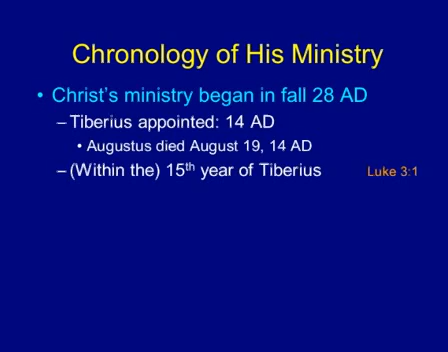 Chronology of His Ministry
• Christ's ministry began in fall 28 AD
– Tiberius appointed: 14 AD
• Augustus died August 19, 14 AD
– (Within the) 15th year of Tiberius Luke 3:1